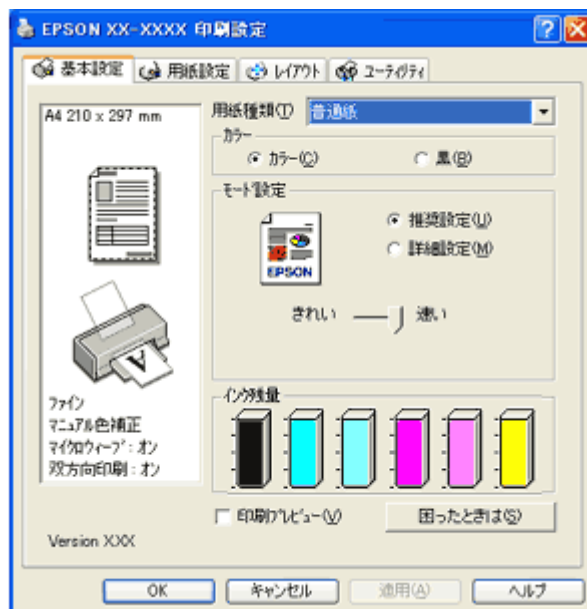 EPSON XX-XXXX 印刷設定
基本設定 用紙設定 レイアウト ユーティリティ
A4 210 x 297 mm
用紙種類(T) 普通紙
カラー
カラー(C) 黒(B)
モード設定
EPSON
推奨設定(U)
詳細設定(M)
きれい 速い
A
ファイン
マニュアル色補正
マイクロウィーブ:オン
双方向印刷:オン
インク残量
印刷プレビュー(V) 困ったときは(S)
Version XXX
OK キャンセル 適用(A) ヘルプ